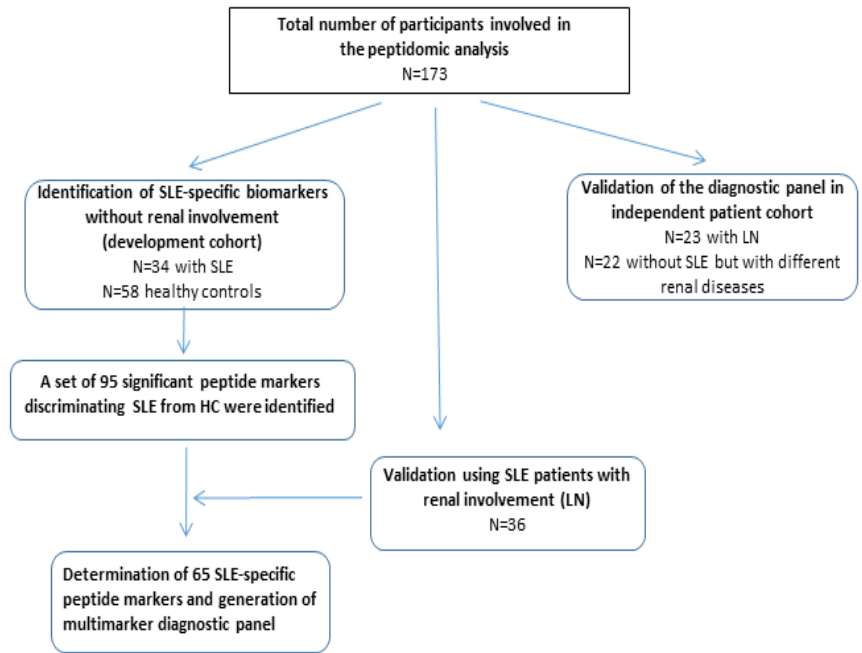 Total number of participants involved in
the peptidomic analysis
N=173
Identification of SLE-specific biomarkers
without renal involvement
(development cohort)
N=34 with SLE
N=58 healthy controls
Validation of the diagnostic panel in
independent patient cohort
N=23 with LN
N=22 without SLE but with different
renal diseases
A set of 95 significant peptide markers
discriminating SLE from HC were identified
Validation using SLE patients with
renal involvement (LN)
N=36
Determination of 65 SLE-specific
peptide markers and generation of
multimarker diagnostic panel